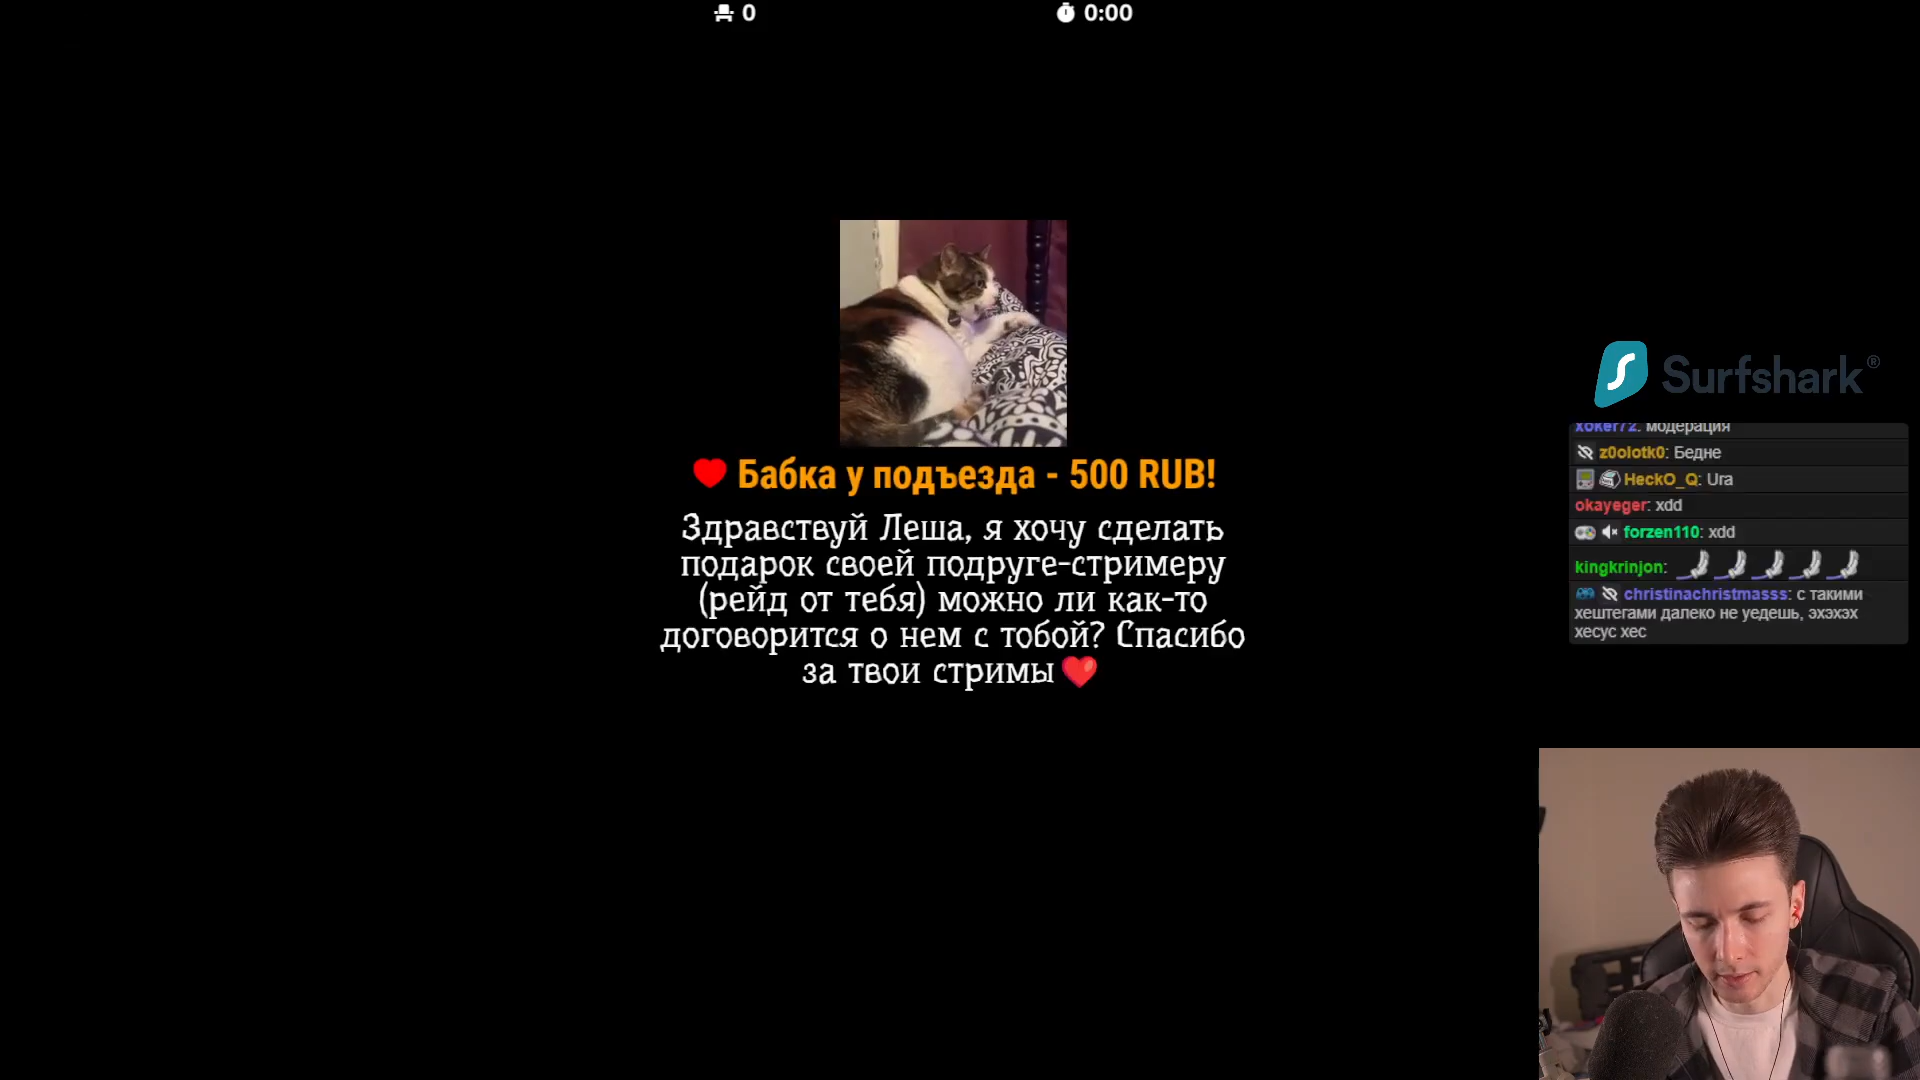 0
0:00
Бабка у подъезда - 500 RUB!
Здравствуй Леша, я хочу сделать
подарок своей подруге-стримеру
(рейд от тебя) можно ли как-то
договорится о нем с тобой? Спасибо
за твои стримы
Surfshark®
xoker72: модерация
z0olotk0: Бедне
HeckO_Q: Ura
okayeger: xdd
forzen110: xdd
kingkrinjon:
christinachristmasss: с такими
хештегами далеко не уедешь, эхэхэх
хесус хес